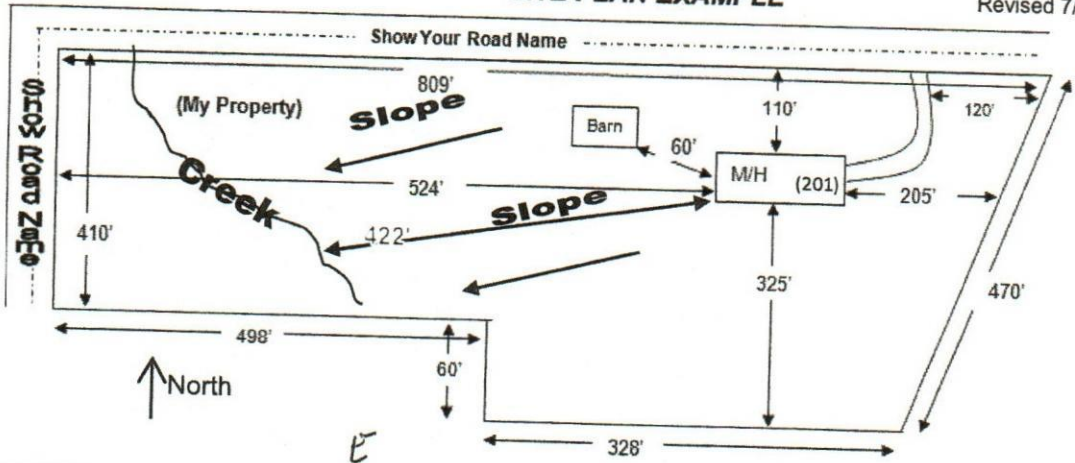 Revised 7/
Show Your Road Name
Show Road Name
809'
(My Property)
Slope
110'
120'
Barn
60'
M/H (201)
Creek
524'
205'
Slope
410'
422'
325'
470'
498'
60'
North
328'